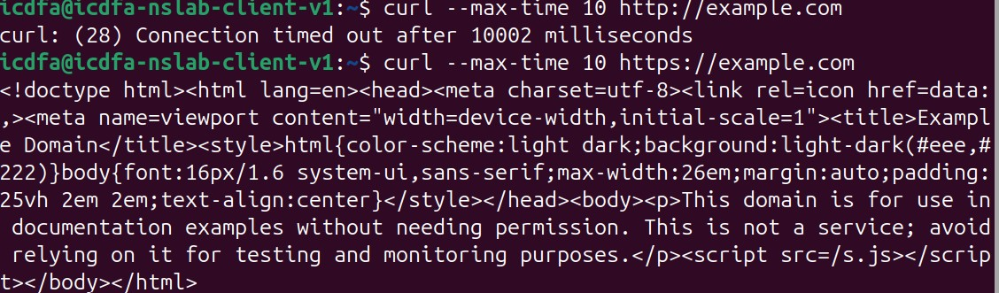 icdfa@icdfa-nslab-client-v1:~$ curl --max-time 10 http://example.com
curl: (28) Connection timed out after 10002 milliseconds
icdfa@icdfa-nslab-client-v1:~$ curl --max-time 10 https://example.com
<!doctype html><html lang=en><head><meta charset=utf-8><link rel=icon href=data:
,><meta name=viewport content="width=device-width,initial-scale=1"><title>Exampl
e Domain</title><style>html{color-scheme:light dark;background:light-dark(#eee,#
222)}body{font:16px/1.6 system-ui,sans-serif;max-width:26em;margin:auto;padding:
25vh 2em 2em;text-align:center}</style></head><body><p>This domain is for use in
 documentation examples without needing permission. This is not a service; avoid
 relying on it for testing and monitoring purposes.</p><script src=/s.js></scrip
t></body></html>